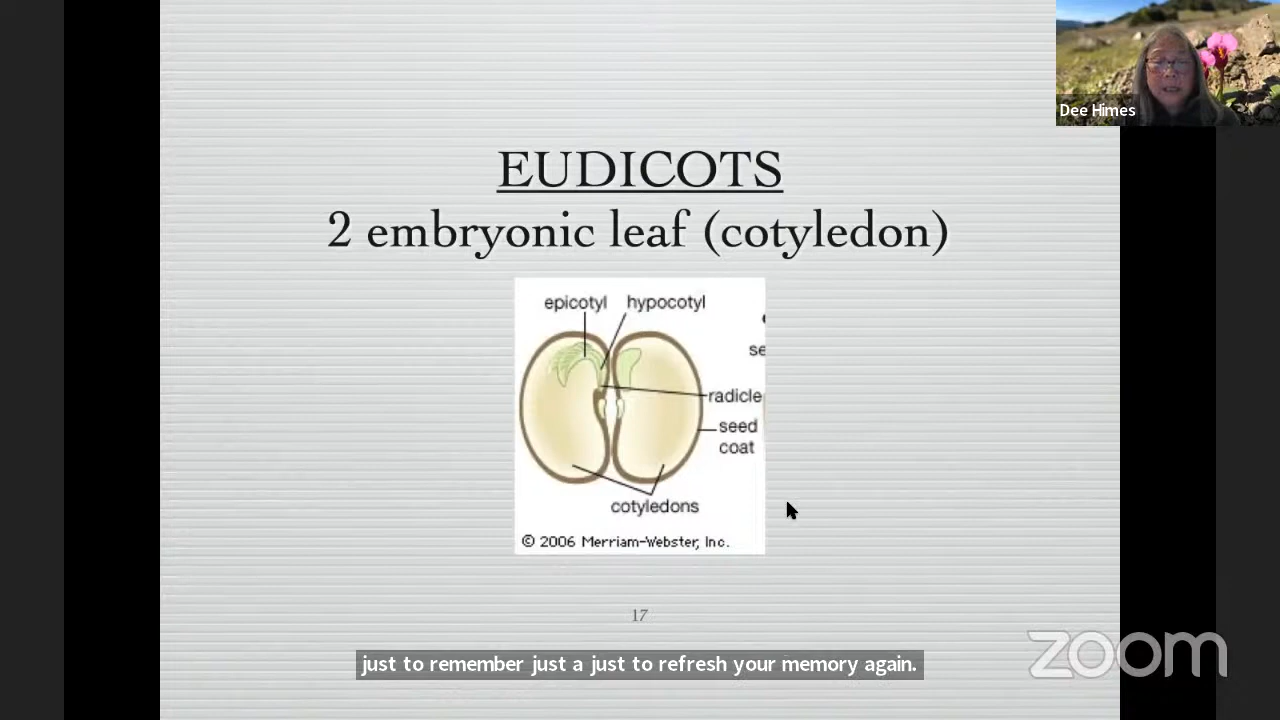 Dee Himes
EUDICOTS
2 embryonic leaf (cotyledon)
epicotyl hypocotyl
se
radicle
seed
coat
cotyledons
© 2006 Merriam-Webster, Inc.
17
just to remember just a just to refresh your memory again.
zoom